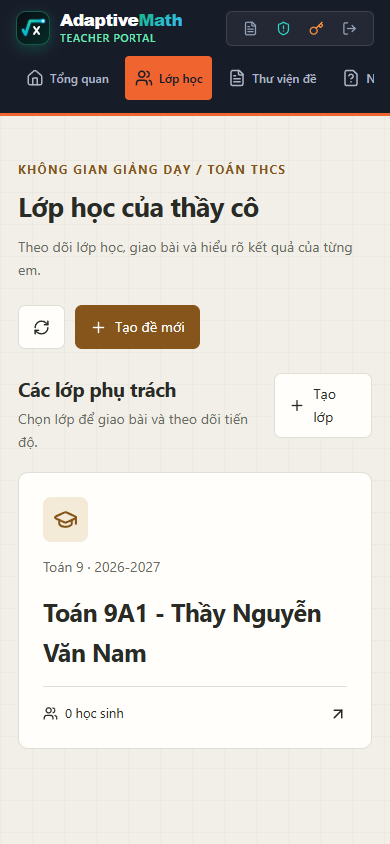 AdaptiveMath
TEACHER PORTAL
Tổng quan
Lớp học
Thư viện đề
N
KHÔNG GIAN GIẢNG DẠY / TOÁN THCS
Lớp học của thầy cô
Theo dõi lớp học, giao bài và hiểu rõ kết quả của từng
em.
Tạo đề mới
Các lớp phụ trách
Chọn lớp để giao bài và theo dõi tiến
độ.
Tạo
lớp
Toán 9 · 2026-2027
Toán 9A1 - Thầy Nguyễn
Văn Nam
0 học sinh